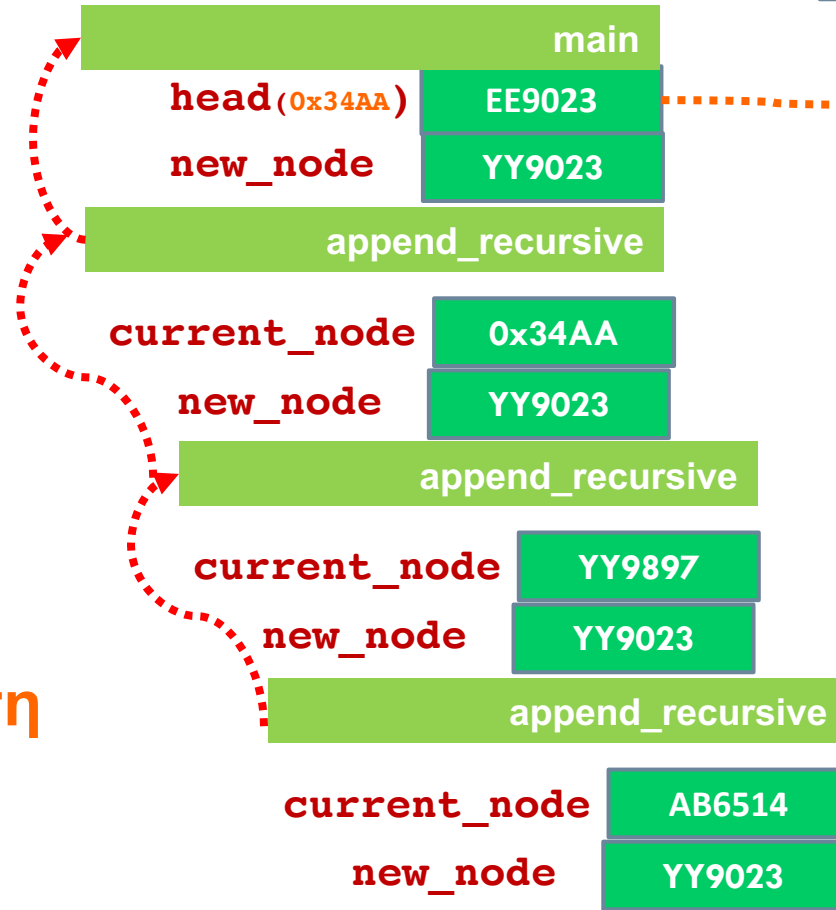 main
head(0x34AA) EE9023
new_node YY9023
append_recursive
current_node 0x34AA
new_node YY9023
append_recursive
current_node YY9897
new_node YY9023
append_recursive
current_node AB6514
new_node YY9023